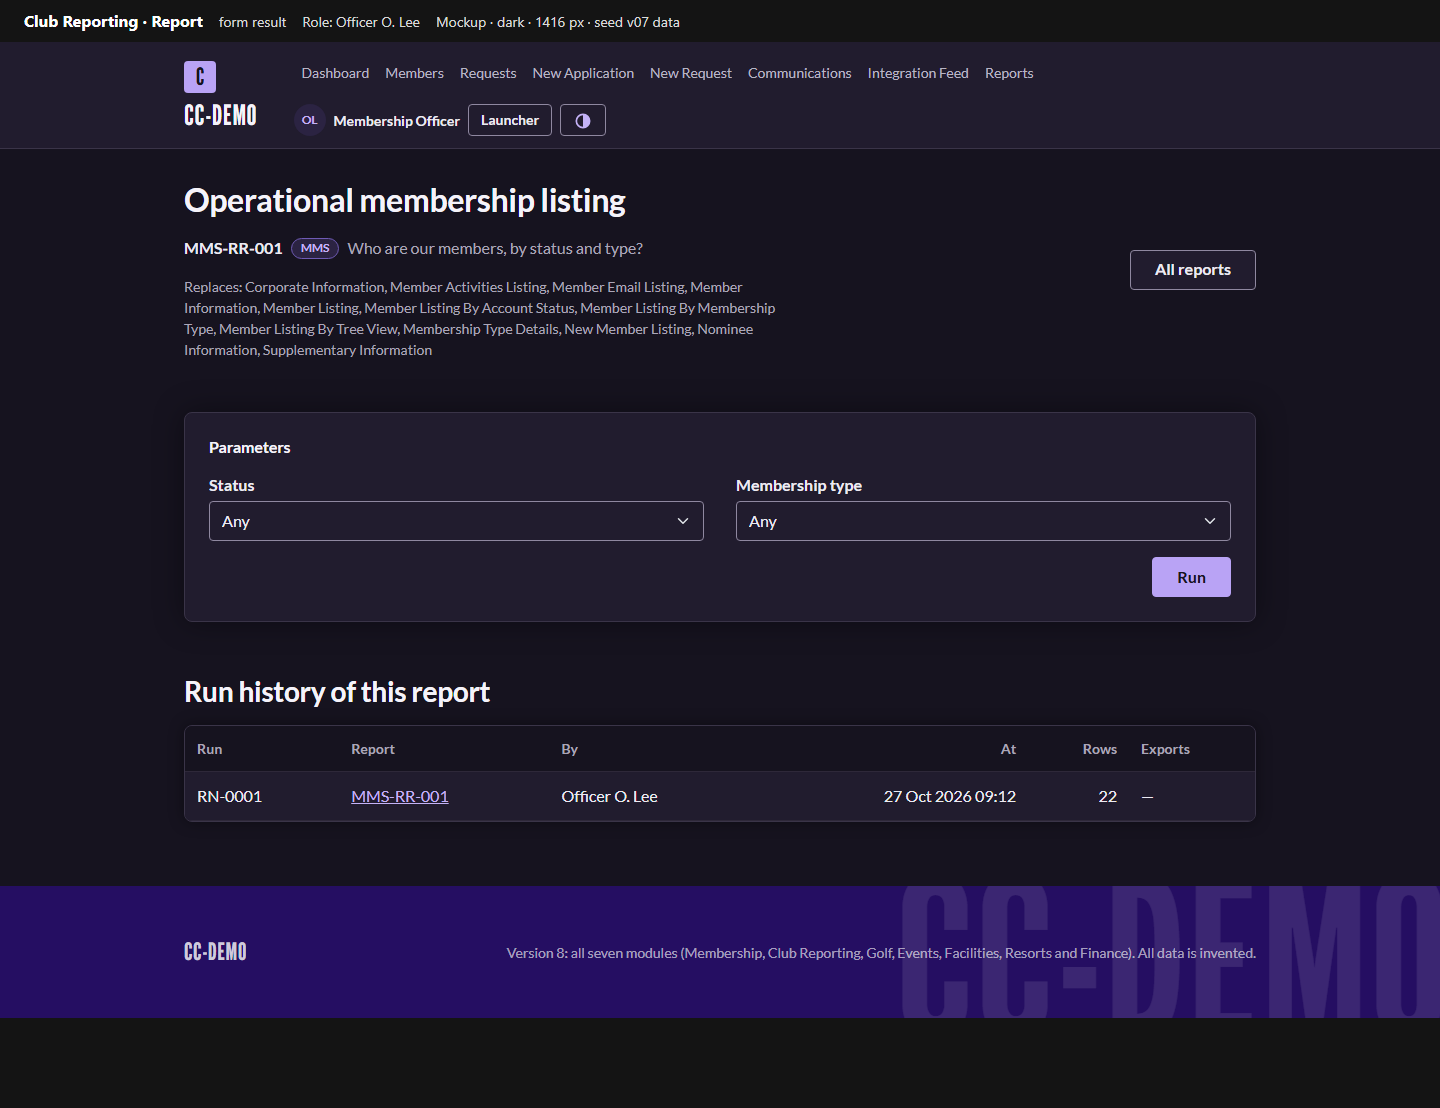 Club Reporting · Report form result Role: Officer O. Lee Mockup · dark · 1416 px · seed v07 data
C
CC-DEMO
Dashboard Members Requests New Application New Request Communications Integration Feed Reports
OL Membership Officer Launcher
Operational membership listing
MMS-RR-001 MMS Who are our members, by status and type?
All reports
Replaces: Corporate Information, Member Activities Listing, Member Email Listing, Member
Information, Member Listing, Member Listing By Account Status, Member Listing By Membership
Type, Member Listing By Tree View, Membership Type Details, New Member Listing, Nominee
Information, Supplementary Information
Parameters
Status Membership type
Any Any
Run
Run history of this report
Run Report By At Rows Exports
RN-0001 MMS-RR-001 Officer O. Lee 27 Oct 2026 09:12 22 —
CC-DEMO
CC-DEMO Version 8: all seven modules (Membership, Club Reporting, Golf, Events, Facilities, Resorts and Finance). All data is invented.